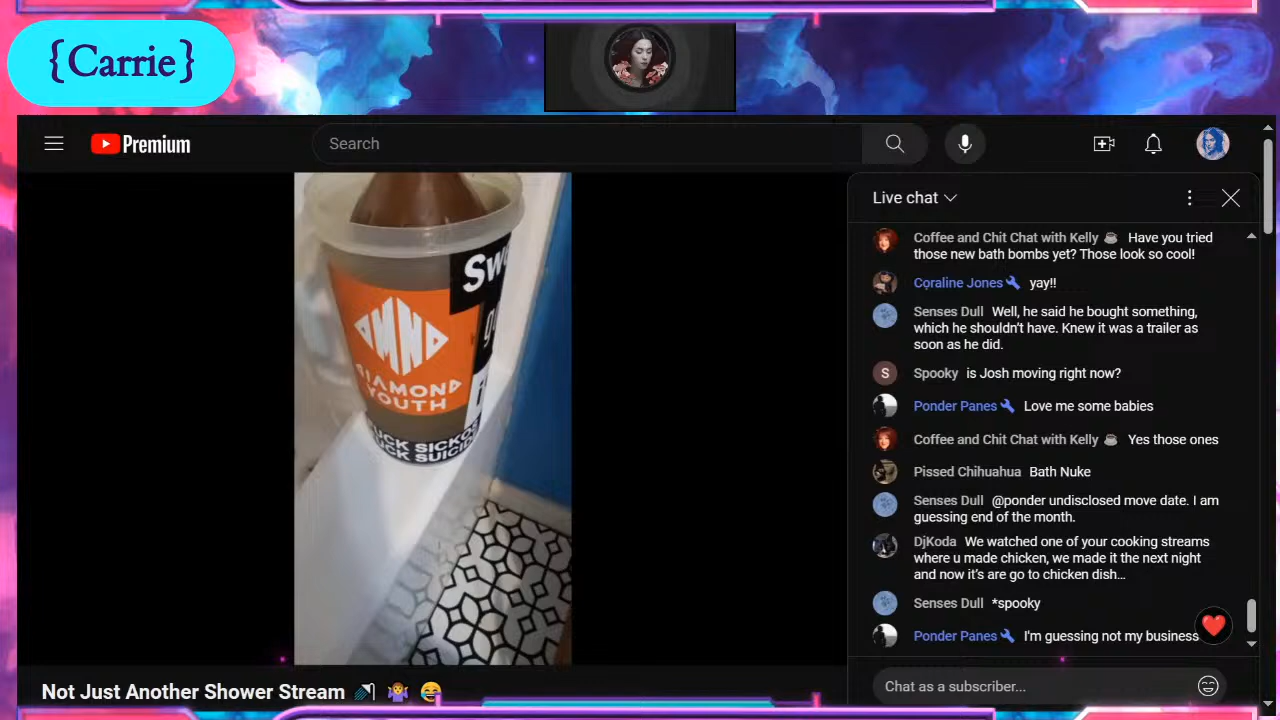 {Carrie}
Premium
Search
Live chat
Coffee and Chit Chat with Kelly ☕ Have you tried
those new bath bombs yet? Those look so cool!
Coraline Jones yay!!
Senses Dull Well, he said he bought something,
which he shouldn't have. Knew it was a trailer as
soon as he did.
S Spooky is Josh moving right now?
Ponder Panes Love me some babies
Coffee and Chit Chat with Kelly ☕ Yes those ones
Pissed Chihuahua Bath Nuke
Senses Dull @ponder undisclosed move date. I am
guessing end of the month.
DjKoda We watched one of your cooking streams
where u made chicken, we made it the next night
and now it's are go to chicken dish...
Senses Dull *spooky
Ponder Panes I'm guessing not my business
Chat as a subscriber...
Sw
DIAMOND
YOUTH
UCK SICKO
UCK SUICID
Not Just Another Shower Stream 🚿 🤷‍♀️ 😂